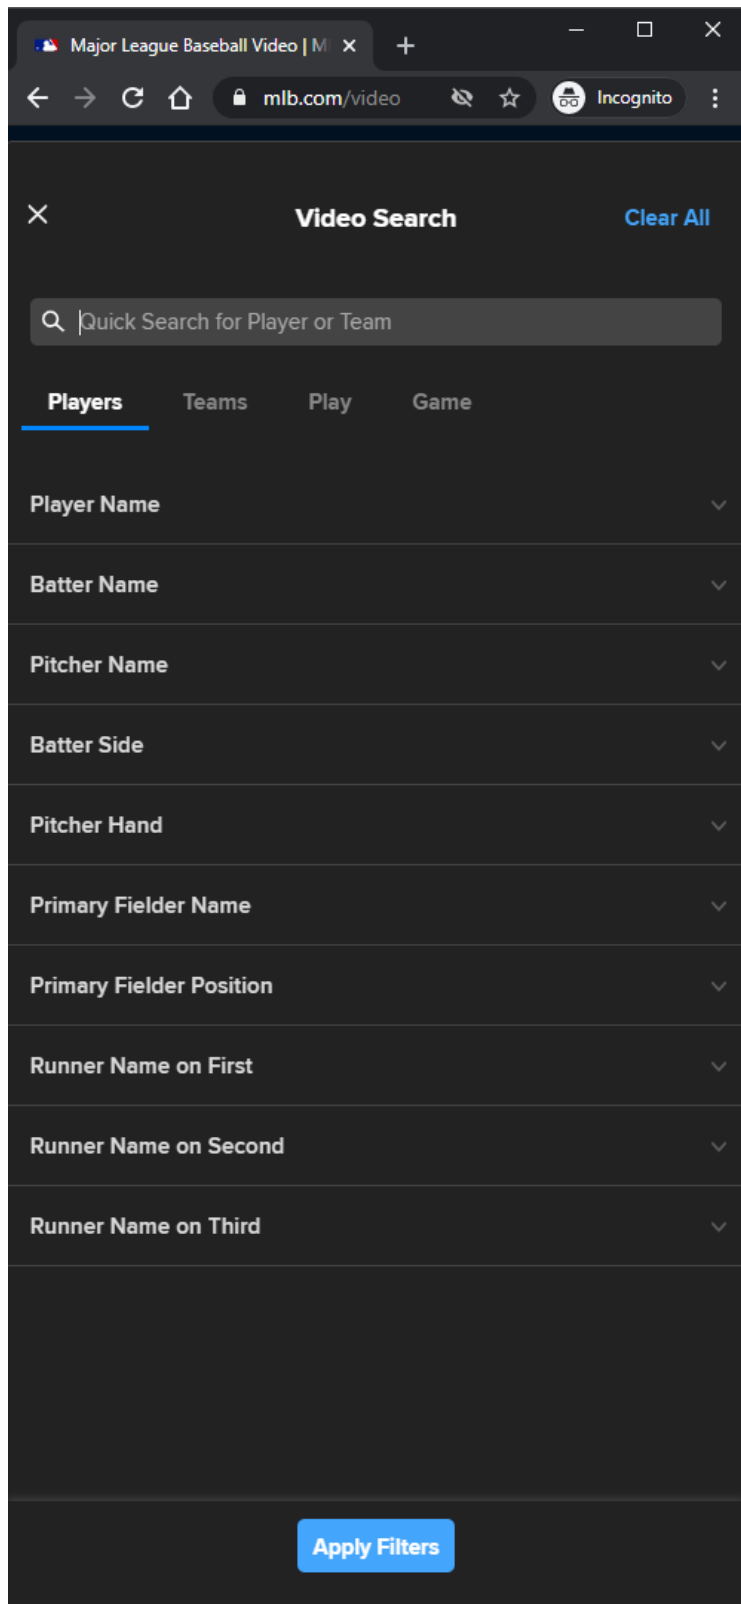 Major League Baseball Video | M
mlb.com/video
Incognito
Video Search
Clear All
Quick Search for Player or Team
Players Teams Play Game
Player Name
Batter Name
Pitcher Name
Batter Side
Pitcher Hand
Primary Fielder Name
Primary Fielder Position
Runner Name on First
Runner Name on Second
Runner Name on Third
Apply Filters